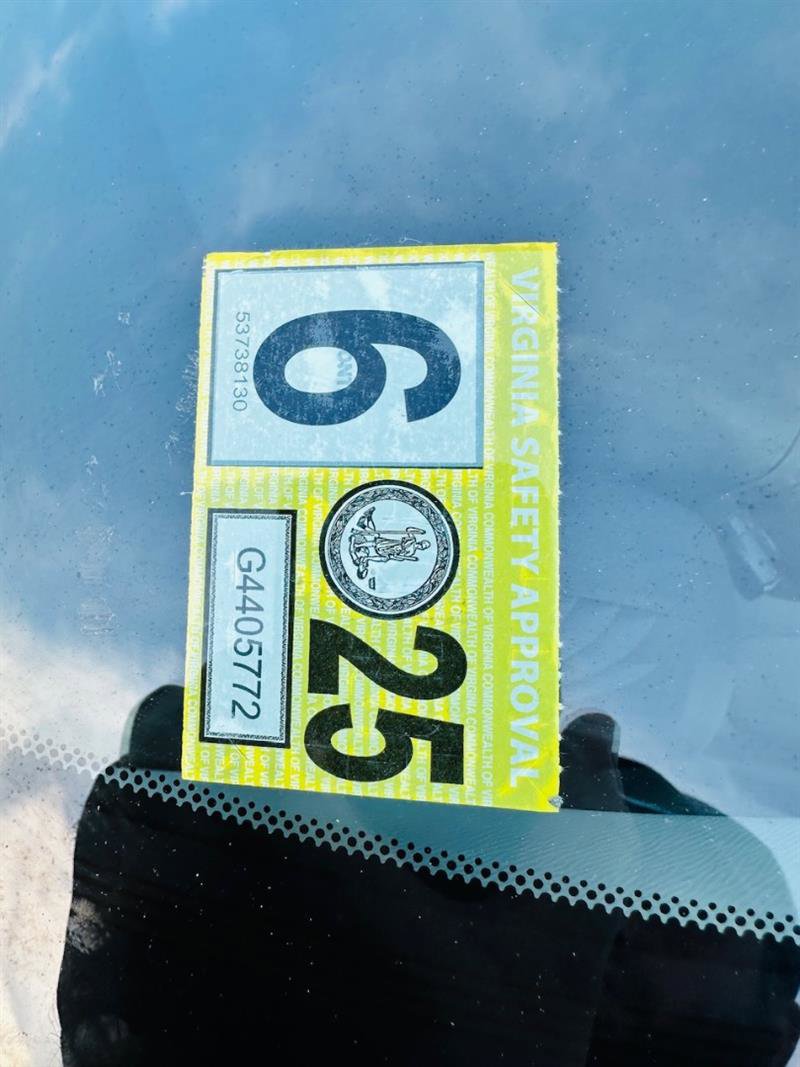 VIRGINIA SAFETY APPROVAL
6
53738130
25
G4405772